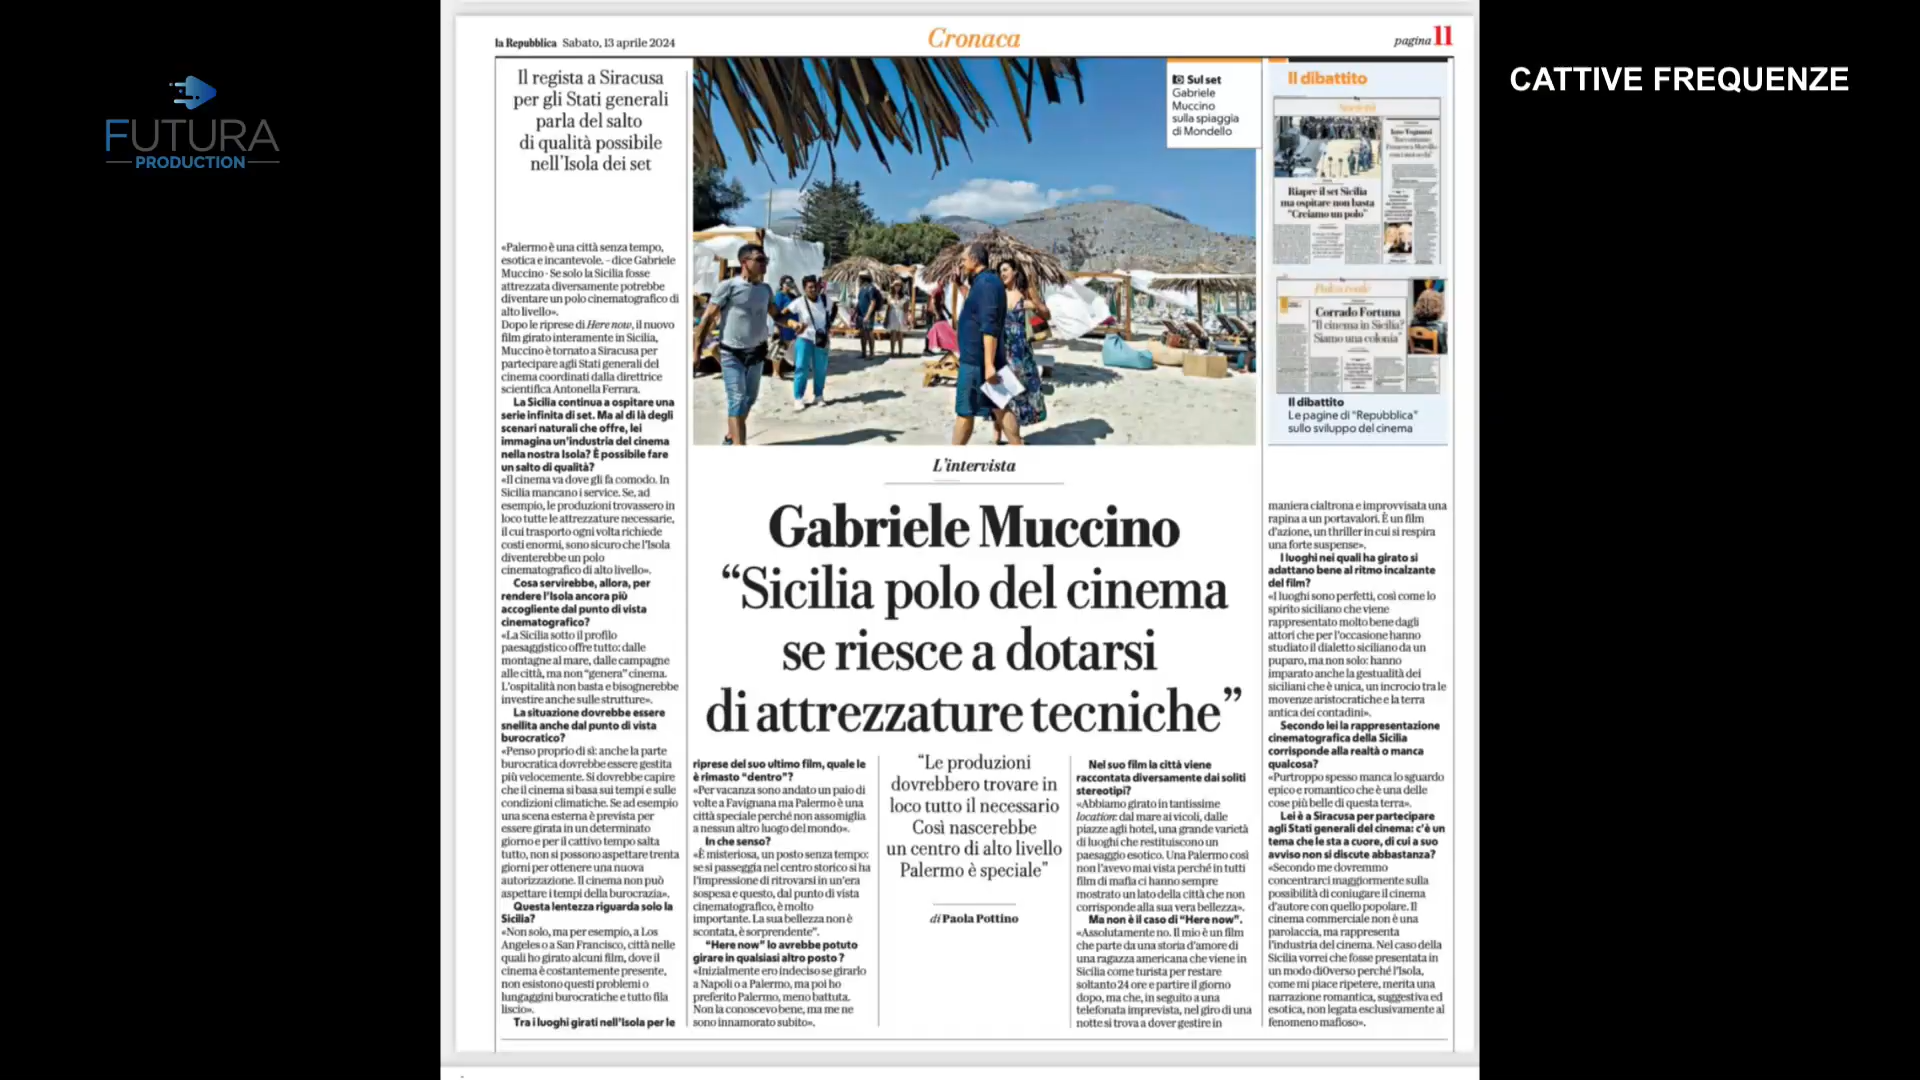 FUTURA
PRODUCTION
CATTIVE FREQUENZE
la Repubblica Sabato, 13 aprile 2024
Cronaca
pagina 11
Il regista a Siracusa
per gli Stati generali
parla del salto
di qualità possibile
nell'Isola dei set
Sul set
Gabriele
Muccino
sulla spiaggia
di Mondello
Il dibattito
Riapre il set Sicilia
ma ospitare non basta
"Creiamo un polo"
Corrado Fortuna
"Il cinema in Sicilia?
Siamo una colonia"
Il dibattito
Le pagine di "Repubblica"
sullo sviluppo del cinema
L'intervista
Gabriele Muccino
“Sicilia polo del cinema
se riesce a dotarsi
di attrezzature tecniche”
«Palermo è una città senza tempo,
esotica e incantevole. - dice Gabriele
Muccino - Se solo la Sicilia fosse
attrezzata diversamente potrebbe
diventare un polo cinematografico di
alto livello».
Dopo le riprese di Here now, il nuovo
film girato interamente in Sicilia,
Muccino è tornato a Siracusa per
partecipare agli Stati generali del
cinema coordinati dalla direttrice
scientifica Antonella Ferrara.
La Sicilia continua a ospitare una
serie infinita di set. Ma al di là degli
scenari naturali che offre, lei
immagina un'industria del cinema
nella nostra Isola? È possibile fare
un salto di qualità?
«Il cinema va dove gli fa comodo. In
Sicilia mancano i service. Se, ad
esempio, le produzioni trovassero in
loco tutte le attrezzature necessarie,
il cui trasporto ogni volta richiede
costi enormi, sono sicuro che l'Isola
diventerebbe un polo
cinematografico di alto livello».
Cosa servirebbe, allora, per
rendere l'Isola ancora più
accogliente dal punto di vista
cinematografico?
«La Sicilia sotto il profilo
paesaggistico offre tutto: dalle
montagne al mare, dalle campagne
alle città, ma non “genera” cinema.
L'ospitalità non basta e bisognerebbe
investire anche sulle strutture».
La situazione dovrebbe essere
snellita anche dal punto di vista
burocratico?
«Penso proprio di sì: anche la parte
burocratica dovrebbe essere gestita
più velocemente. Si dovrebbe capire
che il cinema si basa sui tempi e sulle
condizioni climatiche. Se ad esempio
una scena esterna è prevista per
essere girata in un determinato
giorno e per il cattivo tempo salta
tutto, non si possono aspettare trenta
giorni per ottenere una nuova
autorizzazione. Il cinema non può
aspettare i tempi della burocrazia».
Questa lentezza riguarda solo la
Sicilia?
«Non solo, ma per esempio, a Los
Angeles o a San Francisco, città nelle
quali ho girato alcuni film, dove il
cinema è costantemente presente,
non esistono questi problemi o
lungaggini burocratiche e tutto fila
liscio».
Tra i luoghi girati nell'Isola per le
riprese del suo ultimo film, quale le
è rimasto “dentro”?
«Per vacanza sono andato un paio di
volte a Favignana ma Palermo è una
città speciale perché non assomiglia
a nessun altro luogo del mondo».
In che senso?
«È misteriosa, un posto senza tempo:
se si passeggia nel centro storico si ha
l'impressione di ritrovarsi in un'era
sospesa e questo, dal punto di vista
cinematografico, è molto
importante. La sua bellezza non è
scontata, è sorprendente”.
“Here now” lo avrebbe potuto
girare in qualsiasi altro posto ?
«Inizialmente ero indeciso se girarlo
a Napoli o a Palermo, ma poi ho
preferito Palermo, meno battuta.
Non la conoscevo bene, ma me ne
sono innamorato subito».
“Le produzioni
dovrebbero trovare in
loco tutto il necessario
Così nascerebbe
un centro di alto livello
Palermo è speciale”
di Paola Pottino
Nel suo film la città viene
raccontata diversamente dai soliti
stereotipi?
«Abbiamo girato in tantissime
location: dal mare ai vicoli, dalle
piazze agli hotel, una grande varietà
di luoghi che restituiscono un
paesaggio esotico. Una Palermo così
non l'avevo mai vista perché in tutti
film di mafia ci hanno sempre
mostrato un lato della città che non
corrisponde alla sua vera bellezza».
Ma non è il caso di “Here now”.
«Assolutamente no. Il mio è un film
che parte da una storia d'amore di
una ragazza americana che viene in
Sicilia come turista per restare
soltanto 24 ore e partire il giorno
dopo, ma che, in seguito a una
telefonata imprevista, nel giro di una
notte si trova a dover gestire in
maniera cialtrona e improvvisata una
rapina a un portavalori. È un film
d'azione, un thriller in cui si respira
una forte suspense».
I luoghi nei quali ha girato si
adattano bene al ritmo incalzante
del film?
«I luoghi sono perfetti, così come lo
spirito siciliano che viene
rappresentato molto bene dagli
attori che per l'occasione hanno
studiato il dialetto siciliano da un
puparo, ma non solo: hanno
imparato anche la gestualità dei
siciliani che è unica, un incrocio tra le
movenze aristocratiche e la terra
antica dei contadini».
Secondo lei la rappresentazione
cinematografica della Sicilia
corrisponde alla realtà o manca
qualcosa?
«Purtroppo spesso manca lo sguardo
epico e romantico che è una delle
cose più belle di questa terra».
Lei è a Siracusa per partecipare
agli Stati generali del cinema: c'è un
tema che le sta a cuore, di cui a suo
avviso non si discute abbastanza?
«Secondo me dovremmo
concentrarci maggiormente sulla
possibilità di coniugare il cinema
d'autore con quello popolare. Il
cinema commerciale non è una
parolaccia, ma rappresenta
l'industria del cinema. Nel caso della
Sicilia vorrei che fosse presentata in
un modo diOverso perché l'Isola,
come mi piace ripetere, merita una
narrazione romantica, suggestiva ed
esotica, non legata esclusivamente al
fenomeno mafioso».